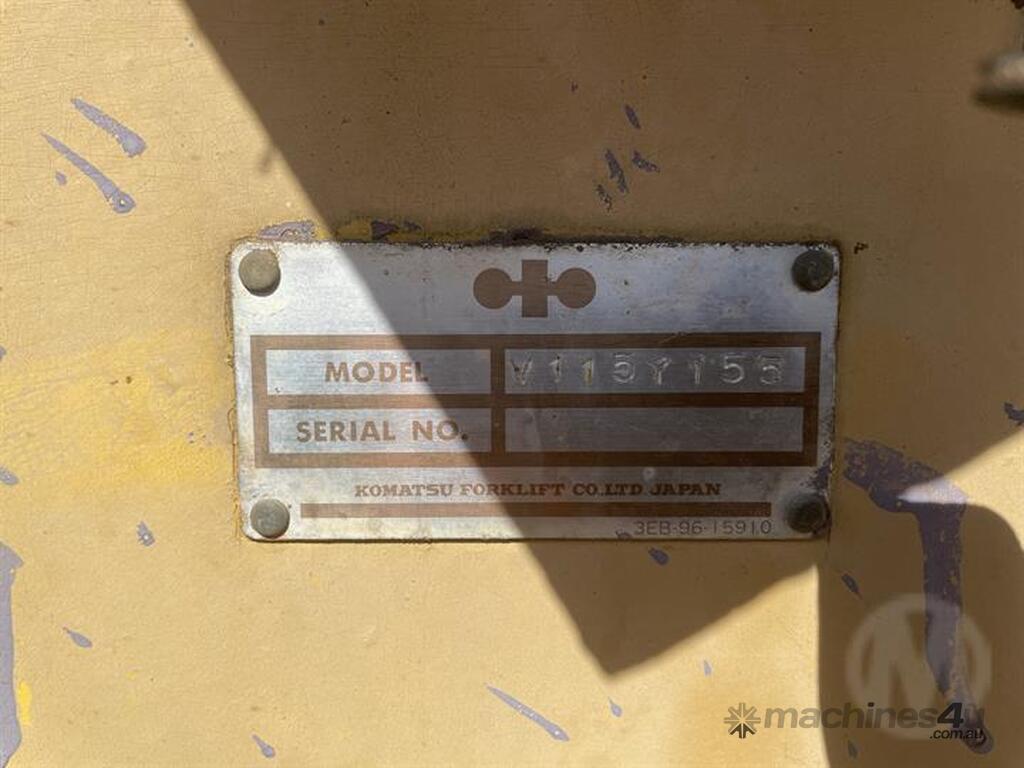 MODEL V115Y155
SERIAL NO.
KOMATSU FORKLIFT CO.LTD JAPAN
3EB-96-15910
M
machines4u
.com.au